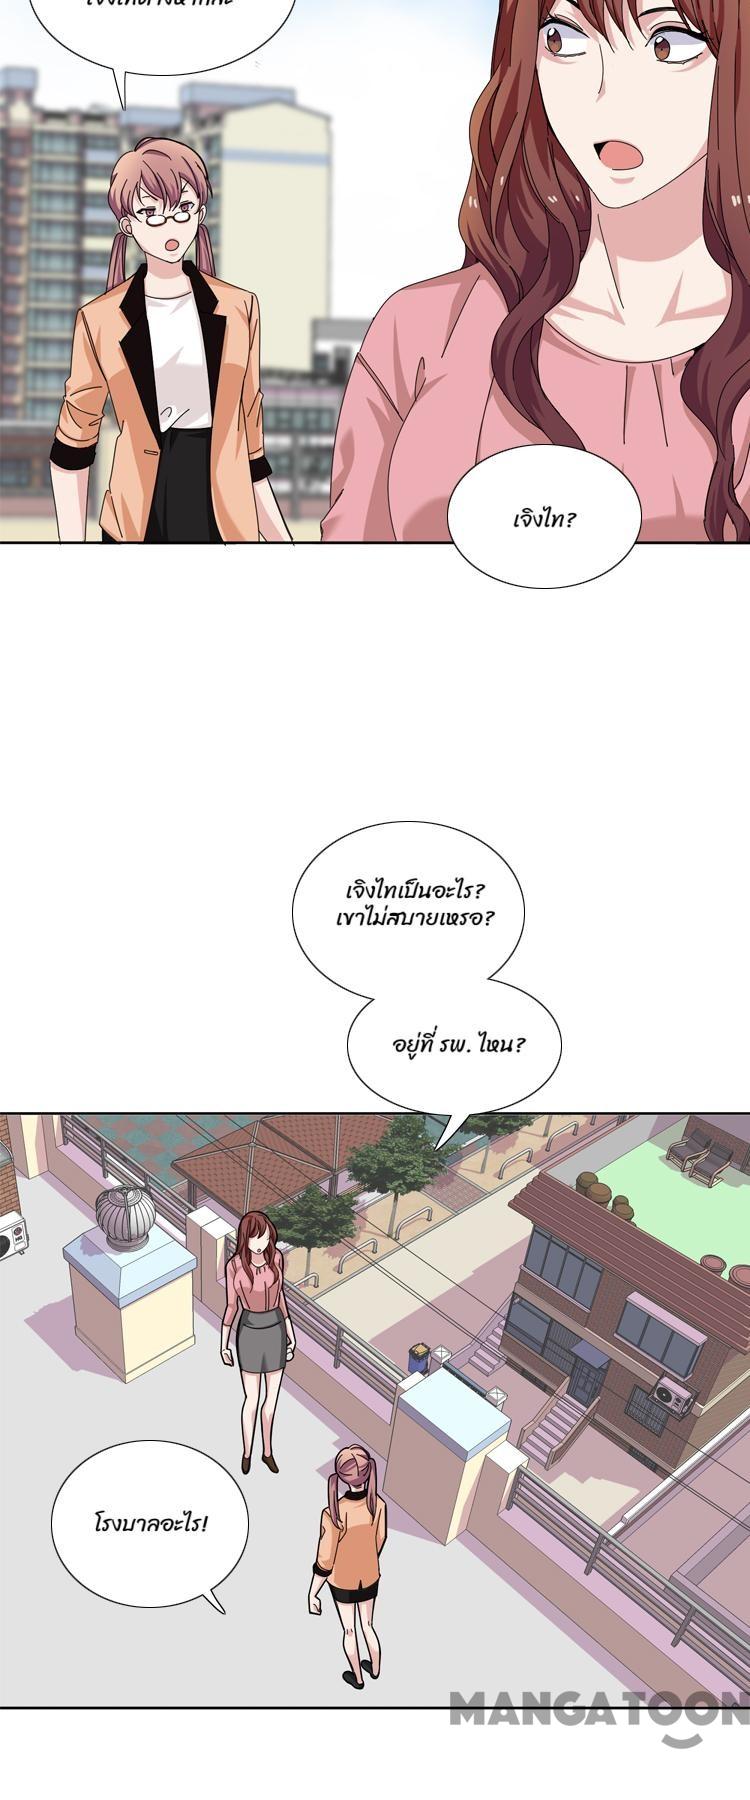 เจิงไท?
เจิงไทเป็นอะไร?
เขาไม่สบายเหรอ?
อยู่ที่ รพ. ไหน?
โรงบาลอะไร!
MANGATOON